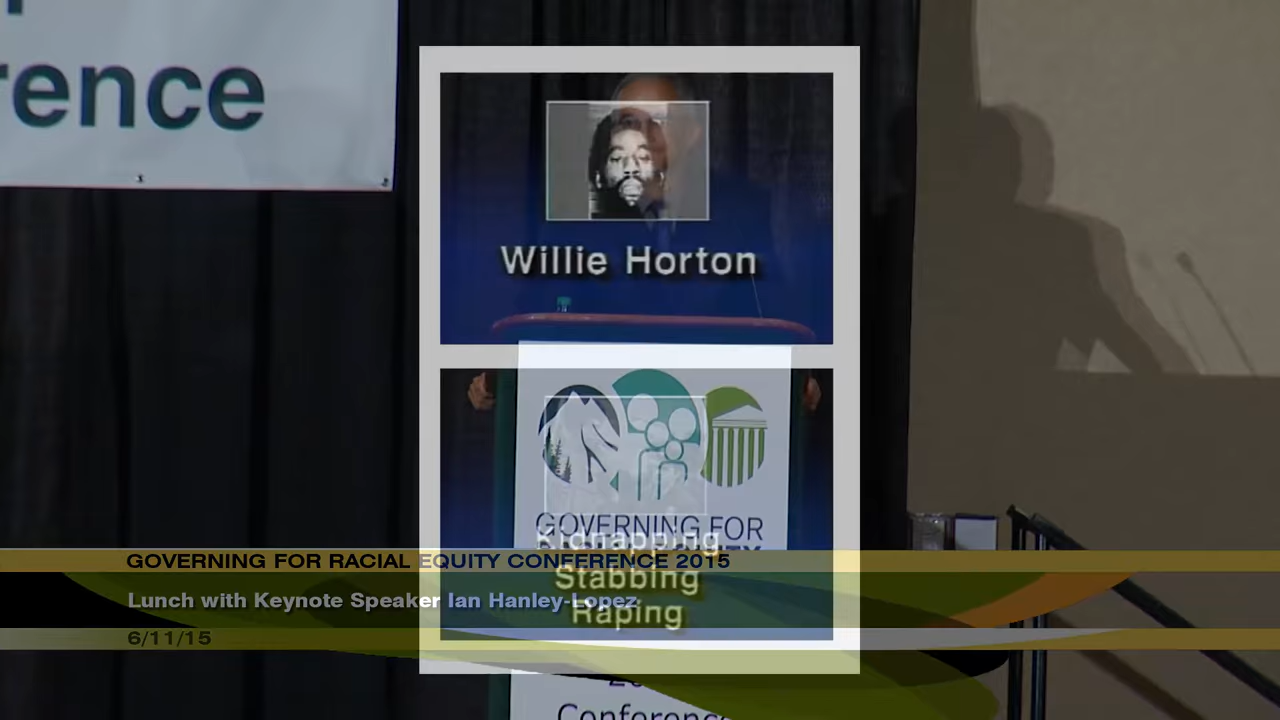 rence
Willie Horton
GOVERNING FOR
Kidnapping
Stabbing
Raping
GOVERNING FOR RACIAL EQUITY CONFERENCE 2015
Lunch with Keynote Speaker Ian Hanley-Lopez
6/11/15
Conference